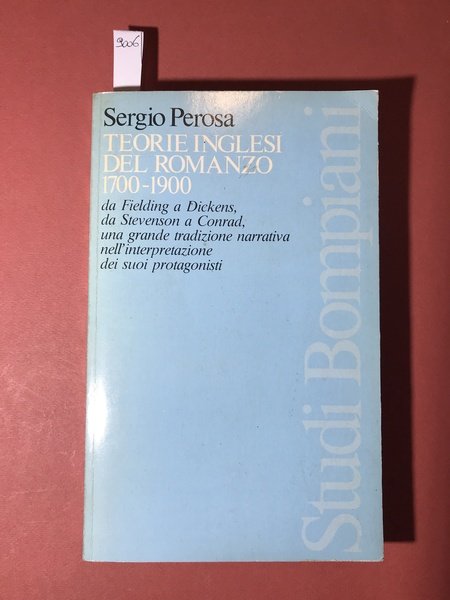 9006
Sergio Perosa
TEORIE INGLESI
DEL ROMANZO
1700-1900
da Fielding a Dickens,
da Stevenson a Conrad,
una grande tradizione narrativa
nell'interpretazione
dei suoi protagonisti
Studi Bompiani